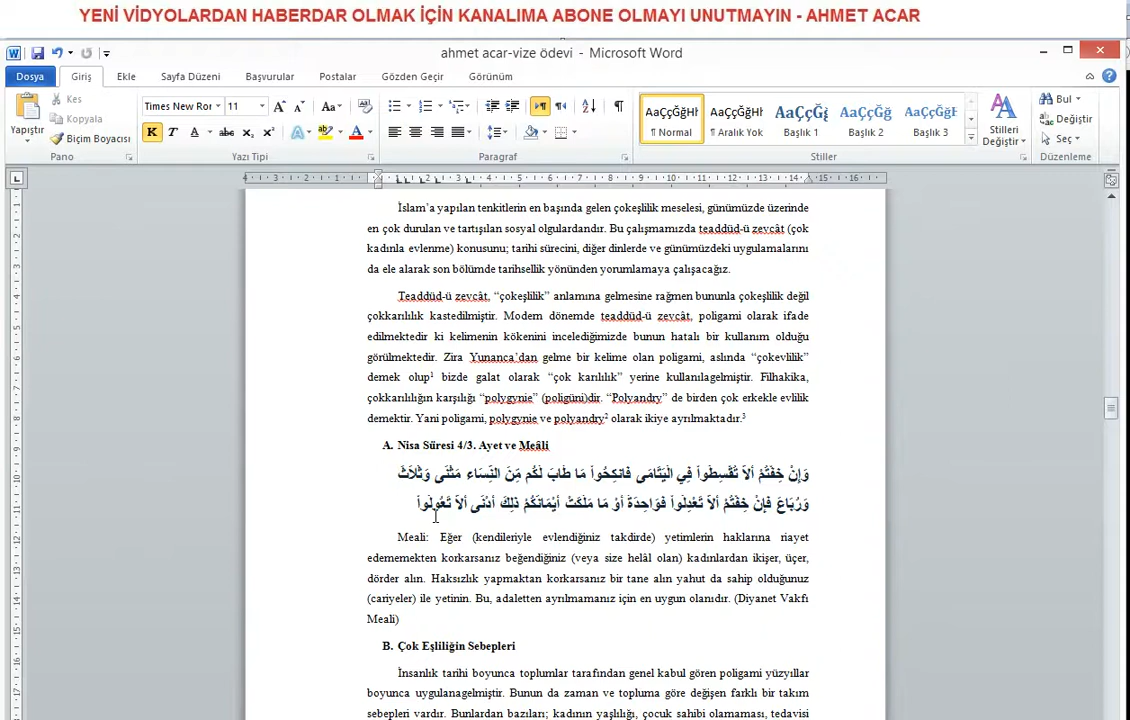 YENİ VİDYOLARDAN HABERDAR OLMAK İÇİN KANALIMA ABONE OLMAYI UNUTMAYIN - AHMET ACAR
ahmet acar-vize ödevi - Microsoft Word
Dosya Giriş Ekle Sayfa Düzeni Başvurular Postalar Gözden Geçir Görünüm
Yapıştır
Kes
Kopyala
Biçim Boyacısı
Pano
Times New Ror 11
Yazı Tipi
Paragraf
AaÇçĞğHł AaÇçĞğHł AaÇçĞğ AaÇçĞğ AaÇçĞğF
¶ Normal ¶ Aralık Yok Başlık 1 Başlık 2 Başlık 3
Stilleri Değiştir
Stiller
Bul
Değiştir
Seç
Düzenleme
İslam’a yapılan tenkitlerin en başında gelen çokeşlilik meselesi, günümüzde üzerinde
en çok durulan ve tartışılan sosyal olgulardandır. Bu çalışmamızda teaddüd-ü zevcât (çok
kadınla evlenme) konusunu; tarihi sürecini, diğer dinlerde ve günümüzdeki uygulamalarını
da ele alarak son bölümde tarihsellik yönünden yorumlamaya çalışacağız.
Teaddüd-ü zevcât, “çokeşlilik” anlamına gelmesine rağmen bununla çokeşlilik değil
çokkarılılık kastedilmiştir. Modern dönemde teaddüd-ü zevcât, poligami olarak ifade
edilmektedir ki kelimenin kökenini incelediğimizde bunun hatalı bir kullanım olduğu
görülmektedir. Zira Yunanca’dan gelme bir kelime olan poligami, aslında “çokevlilik”
demek olup¹ bizde galat olarak “çok karılılık” yerine kullanılagelmiştir. Filhakika,
çokkarılılığın karşılığı “polygynie” (poligüni)dir. “Polyandry” de birden çok erkekle evlilik
demektir. Yani poligami, polygynie ve polyandry² olarak ikiye ayrılmaktadır.³
A. Nisa Sûresi 4/3. Ayet ve Meâli
وَإِنْ خِفْتُمْ أَلاَّ تُقْسِطُواْ فِي الْيَتَامَى فَانكِحُواْ مَا طَابَ لَكُم مِّنَ النِّسَاء مَثْنَى وَثُلاَثَ
وَرُبَاعَ فَإِنْ خِفْتُمْ أَلاَّ تَعْدِلُواْ فَوَاحِدَةً أَوْ مَا مَلَكَتْ أَيْمَانُكُمْ ذَلِكَ أَدْنَى أَلاَّ تَعُولُواْ
Meali: Eğer (kendileriyle evlendiğiniz takdirde) yetimlerin haklarına riayet
edememekten korkarsanız beğendiğiniz (veya size helâl olan) kadınlardan ikişer, üçer,
dörder alın. Haksızlık yapmaktan korkarsanız bir tane alın yahut da sahip olduğunuz
(cariyeler) ile yetinin. Bu, adaletten ayrılmamanız için en uygun olanıdır. (Diyanet Vakfı
Meali)
B. Çok Eşliliğin Sebepleri
İnsanlık tarihi boyunca toplumlar tarafından genel kabul gören poligami yüzyıllar
boyunca uygulanagelmiştir. Bunun da zaman ve topluma göre değişen farklı bir takım
sebepleri vardır. Bunlardan bazıları; kadının yaşlılığı, çocuk sahibi olamaması, tedavisi